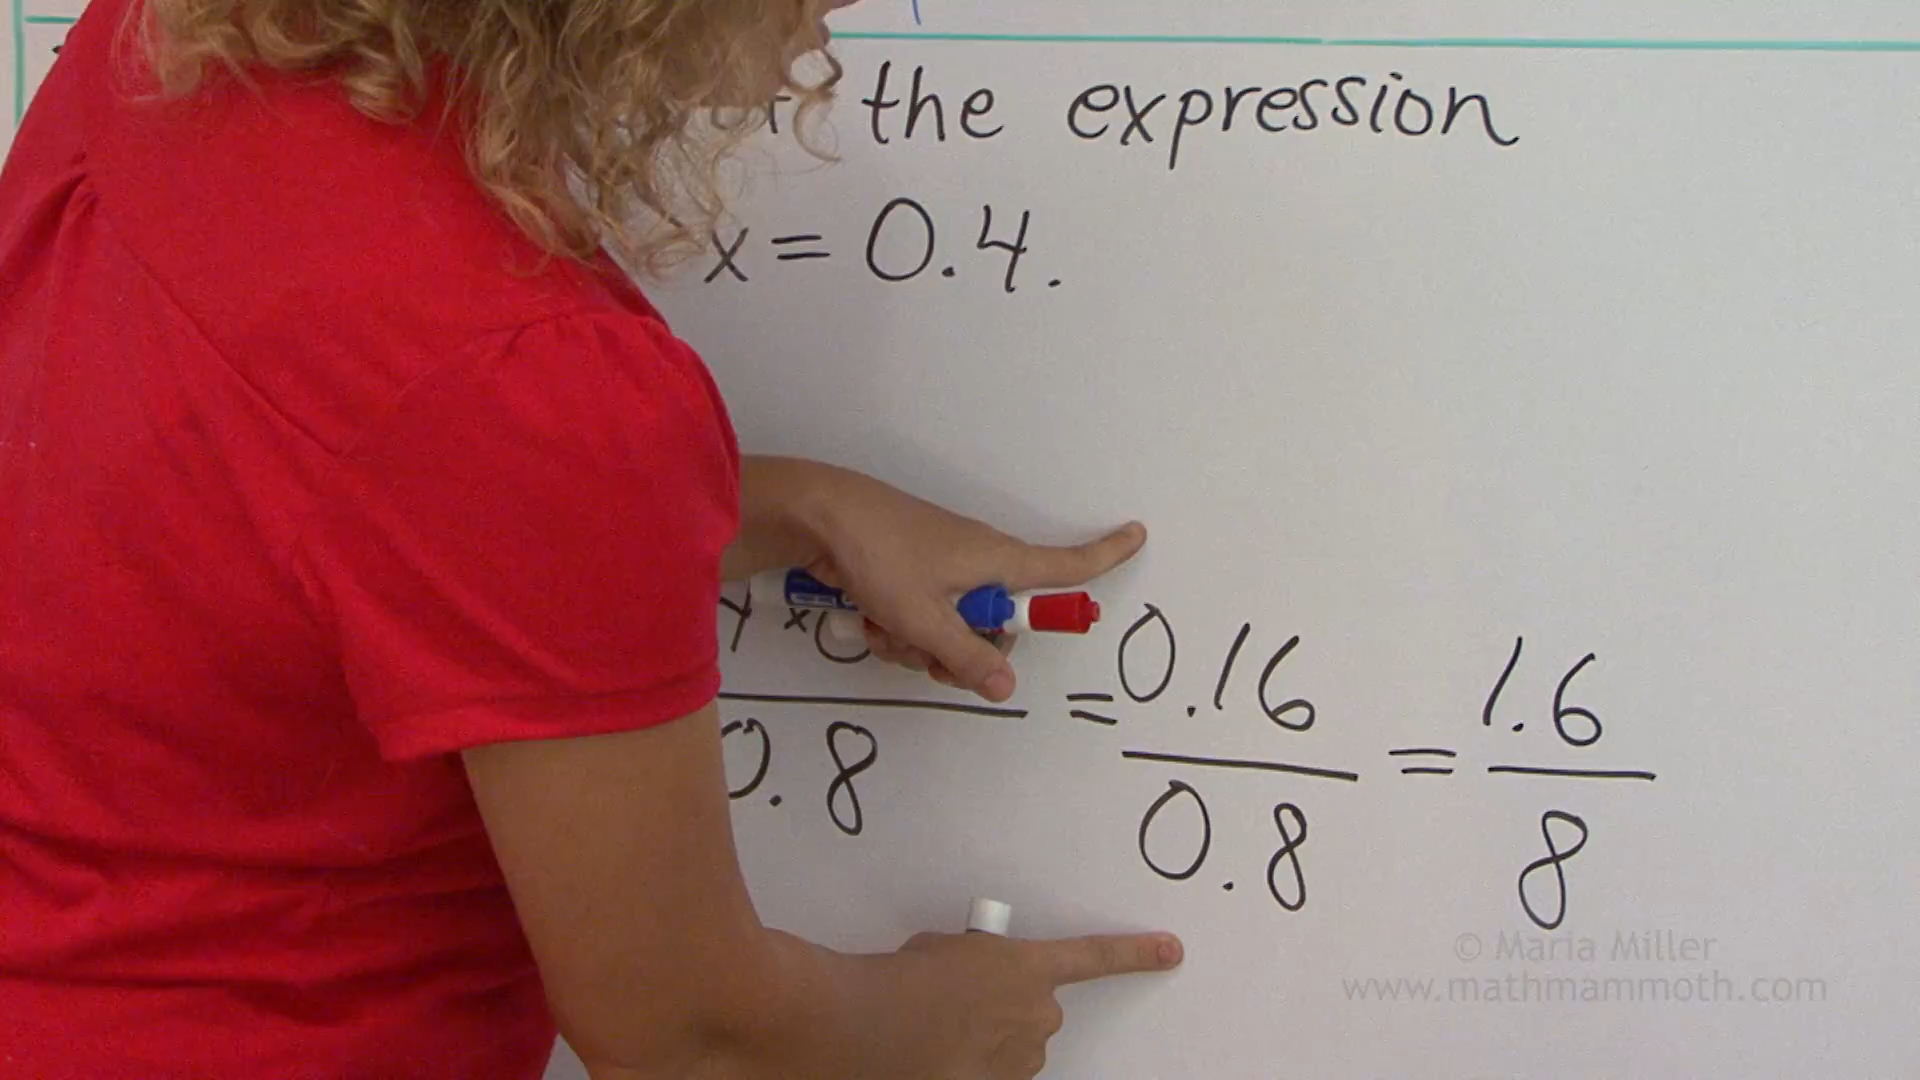 the expression
x = 0.4.
= 0.16 = 1.6
0.8 0.8 8
© Maria Miller
www.mathmammoth.com